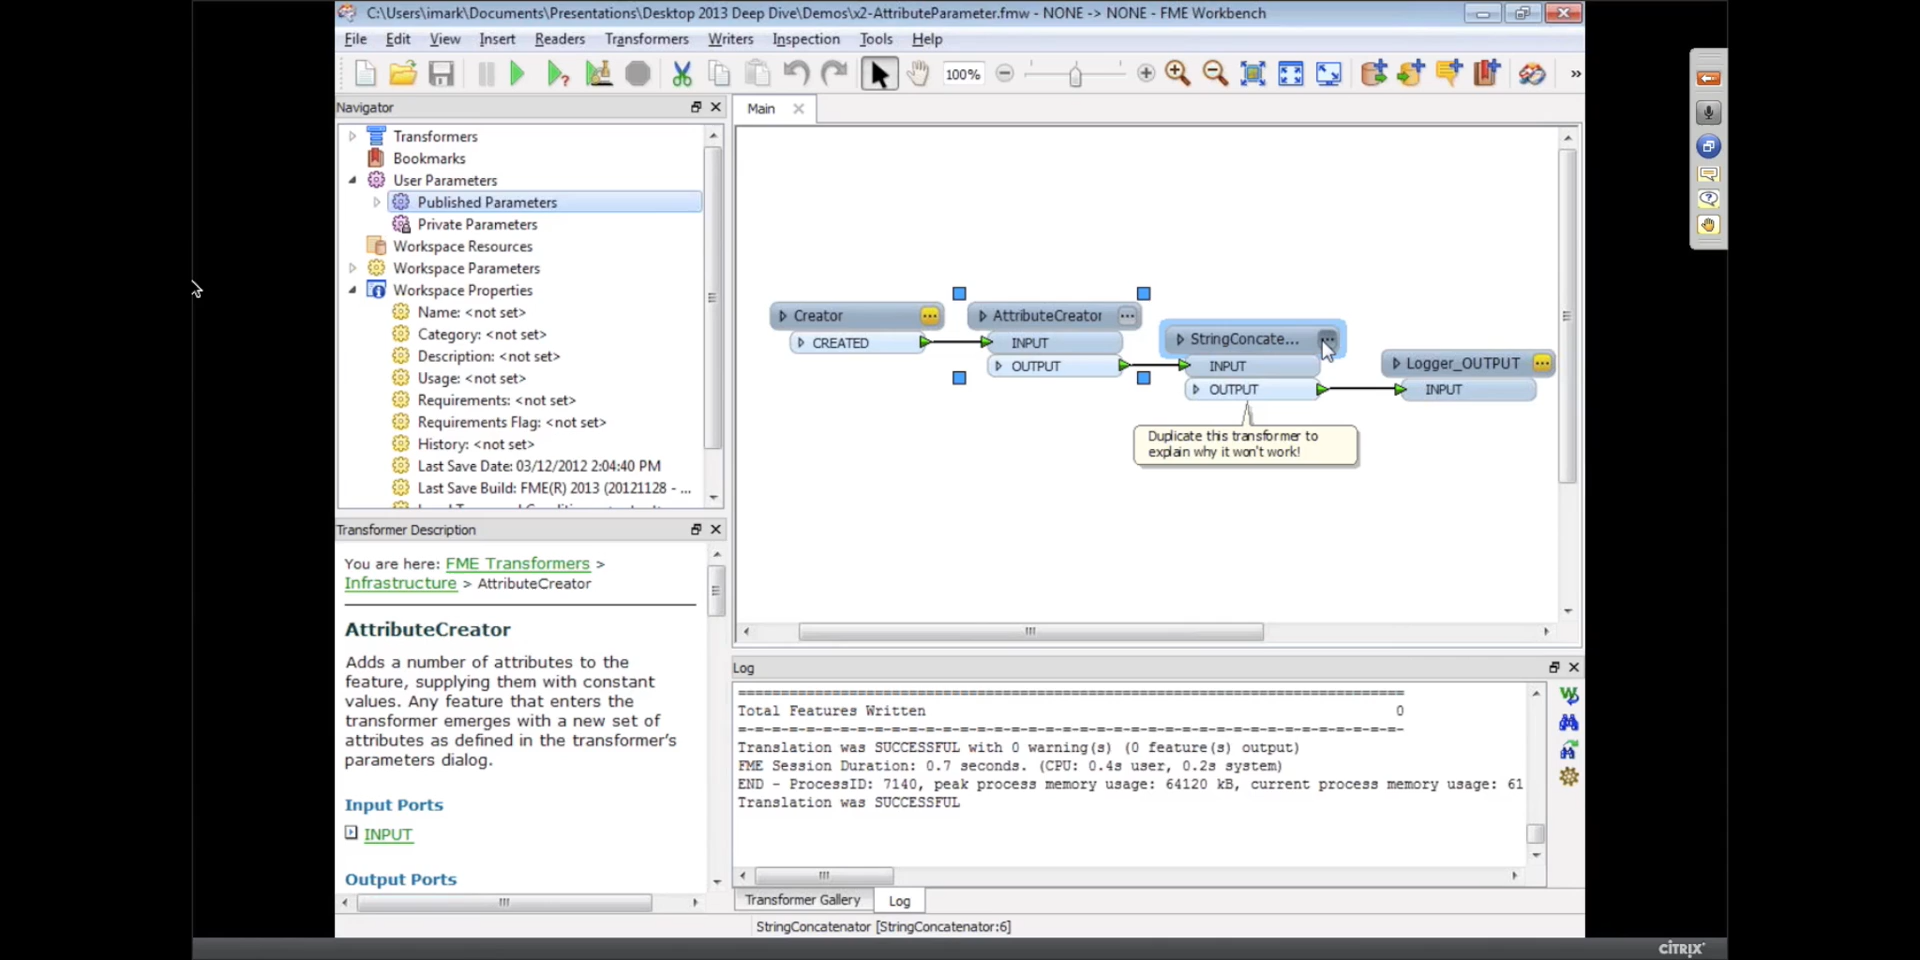 C:\Users\imark\Documents\Presentations\Desktop 2013 Deep Dive\Demos\x2-AttributeParameter.fmw - NONE -> NONE - FME Workbench
File Edit View Insert Readers Transformers Writers Inspection Tools Help
100%
»
Navigator
Transformers
Bookmarks
User Parameters
Published Parameters
Private Parameters
Workspace Resources
Workspace Parameters
Workspace Properties
Name: <not set>
Category: <not set>
Description: <not set>
Usage: <not set>
Requirements: <not set>
Requirements Flag: <not set>
History: <not set>
Last Save Date: 03/12/2012 2:04:40 PM
Last Save Build: FME(R) 2013 (20121128 - ...
Transformer Description
You are here: FME Transformers >
Infrastructure > AttributeCreator
AttributeCreator
Adds a number of attributes to the
feature, supplying them with constant
values. Any feature that enters the
transformer emerges with a new set of
attributes as defined in the transformer's
parameters dialog.
Input Ports
INPUT
Output Ports
Main
Creator
CREATED
AttributeCreator
INPUT
OUTPUT
StringConcate...
INPUT
OUTPUT
Logger_OUTPUT
INPUT
Duplicate this transformer to
explain why it won't work!
Log
Total Features Written 0
=-=-=-=-=-=-=-=-=-=-=-=-=-=-=-=-=-=-=-=-=-=-=-=-=-=-=-=-=-=-=-=-=-=-=-=-=-=-
Translation was SUCCESSFUL with 0 warning(s) (0 feature(s) output)
FME Session Duration: 0.7 seconds. (CPU: 0.4s user, 0.2s system)
END - ProcessID: 7140, peak process memory usage: 64120 kB, current process memory usage: 61
Translation was SUCCESSFUL
Transformer Gallery Log
StringConcatenator [StringConcatenator:6]
CITRIX